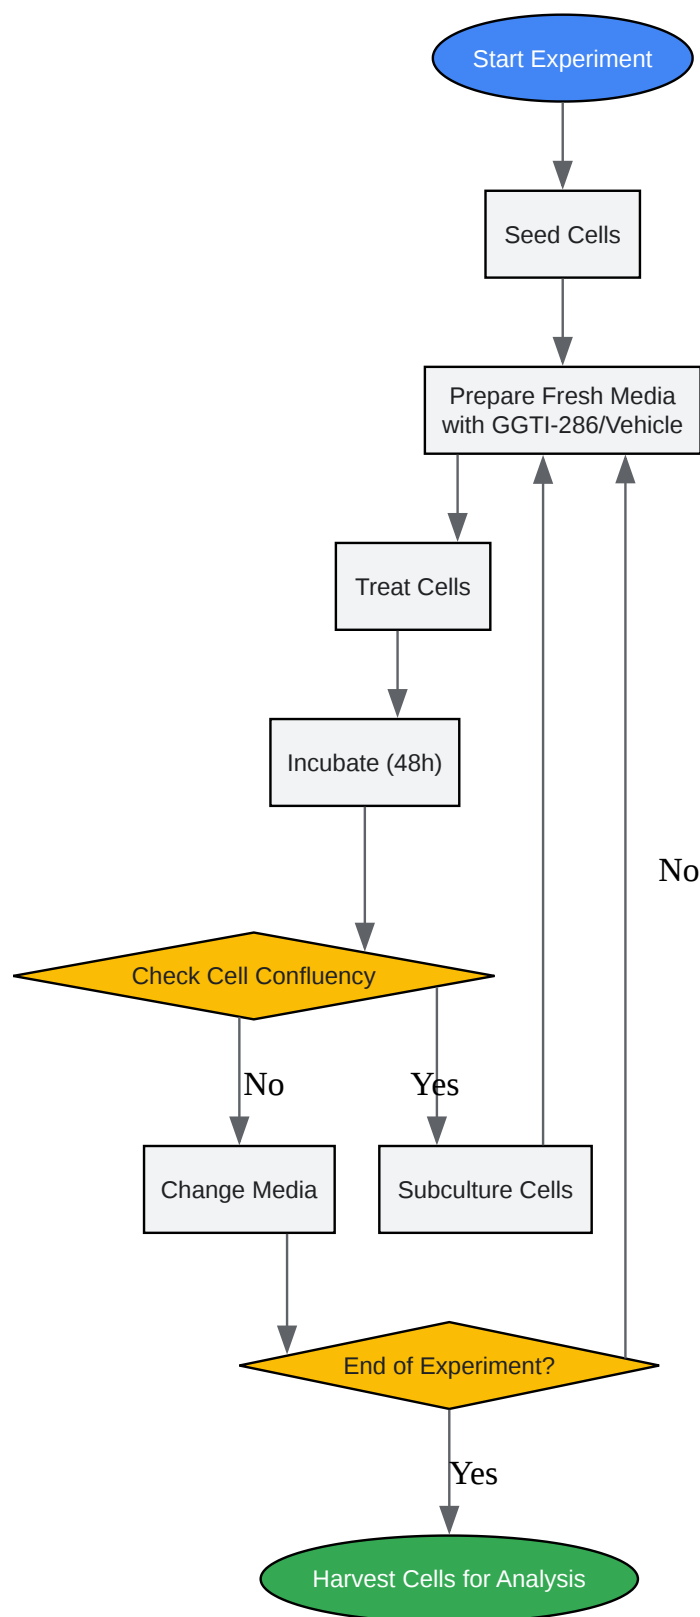 Start Experiment
Seed Cells
Prepare Fresh Media
with GGTI-286/Vehicle
Treat Cells
Incubate (48h)
No
Check Cell Confluency
No
Yes
Change Media
Subculture Cells
End of Experiment?
Yes
Harvest Cells for Analysis